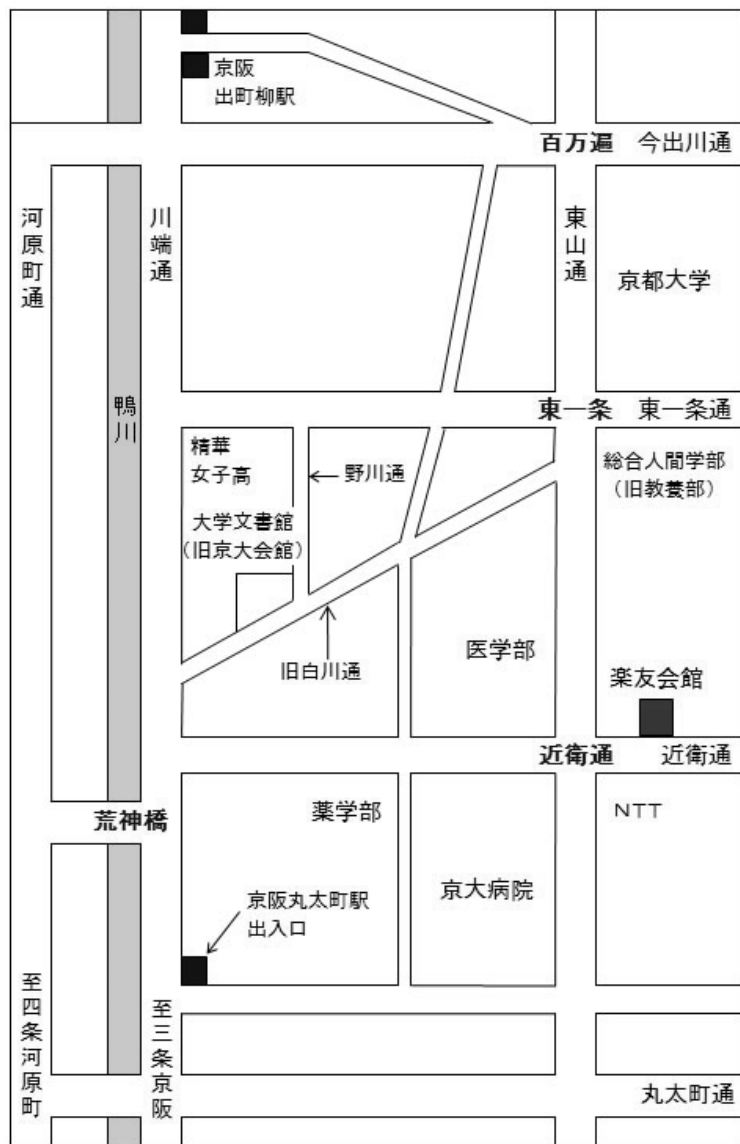 京阪
出町柳駅
百万遍 今出川通
河原町通
川端通
東山通
京都大学
鴨川
東一条 東一条通
精華
女子高
野川通
総合人間学部
（旧教養部）
大学文書館
（旧京大会館）
旧白川通
医学部
楽友会館
近衛通 近衛通
荒神橋
薬学部
NTT
京大病院
京阪丸太町駅
出入口
至四条河原町
至三条京阪
丸太町通